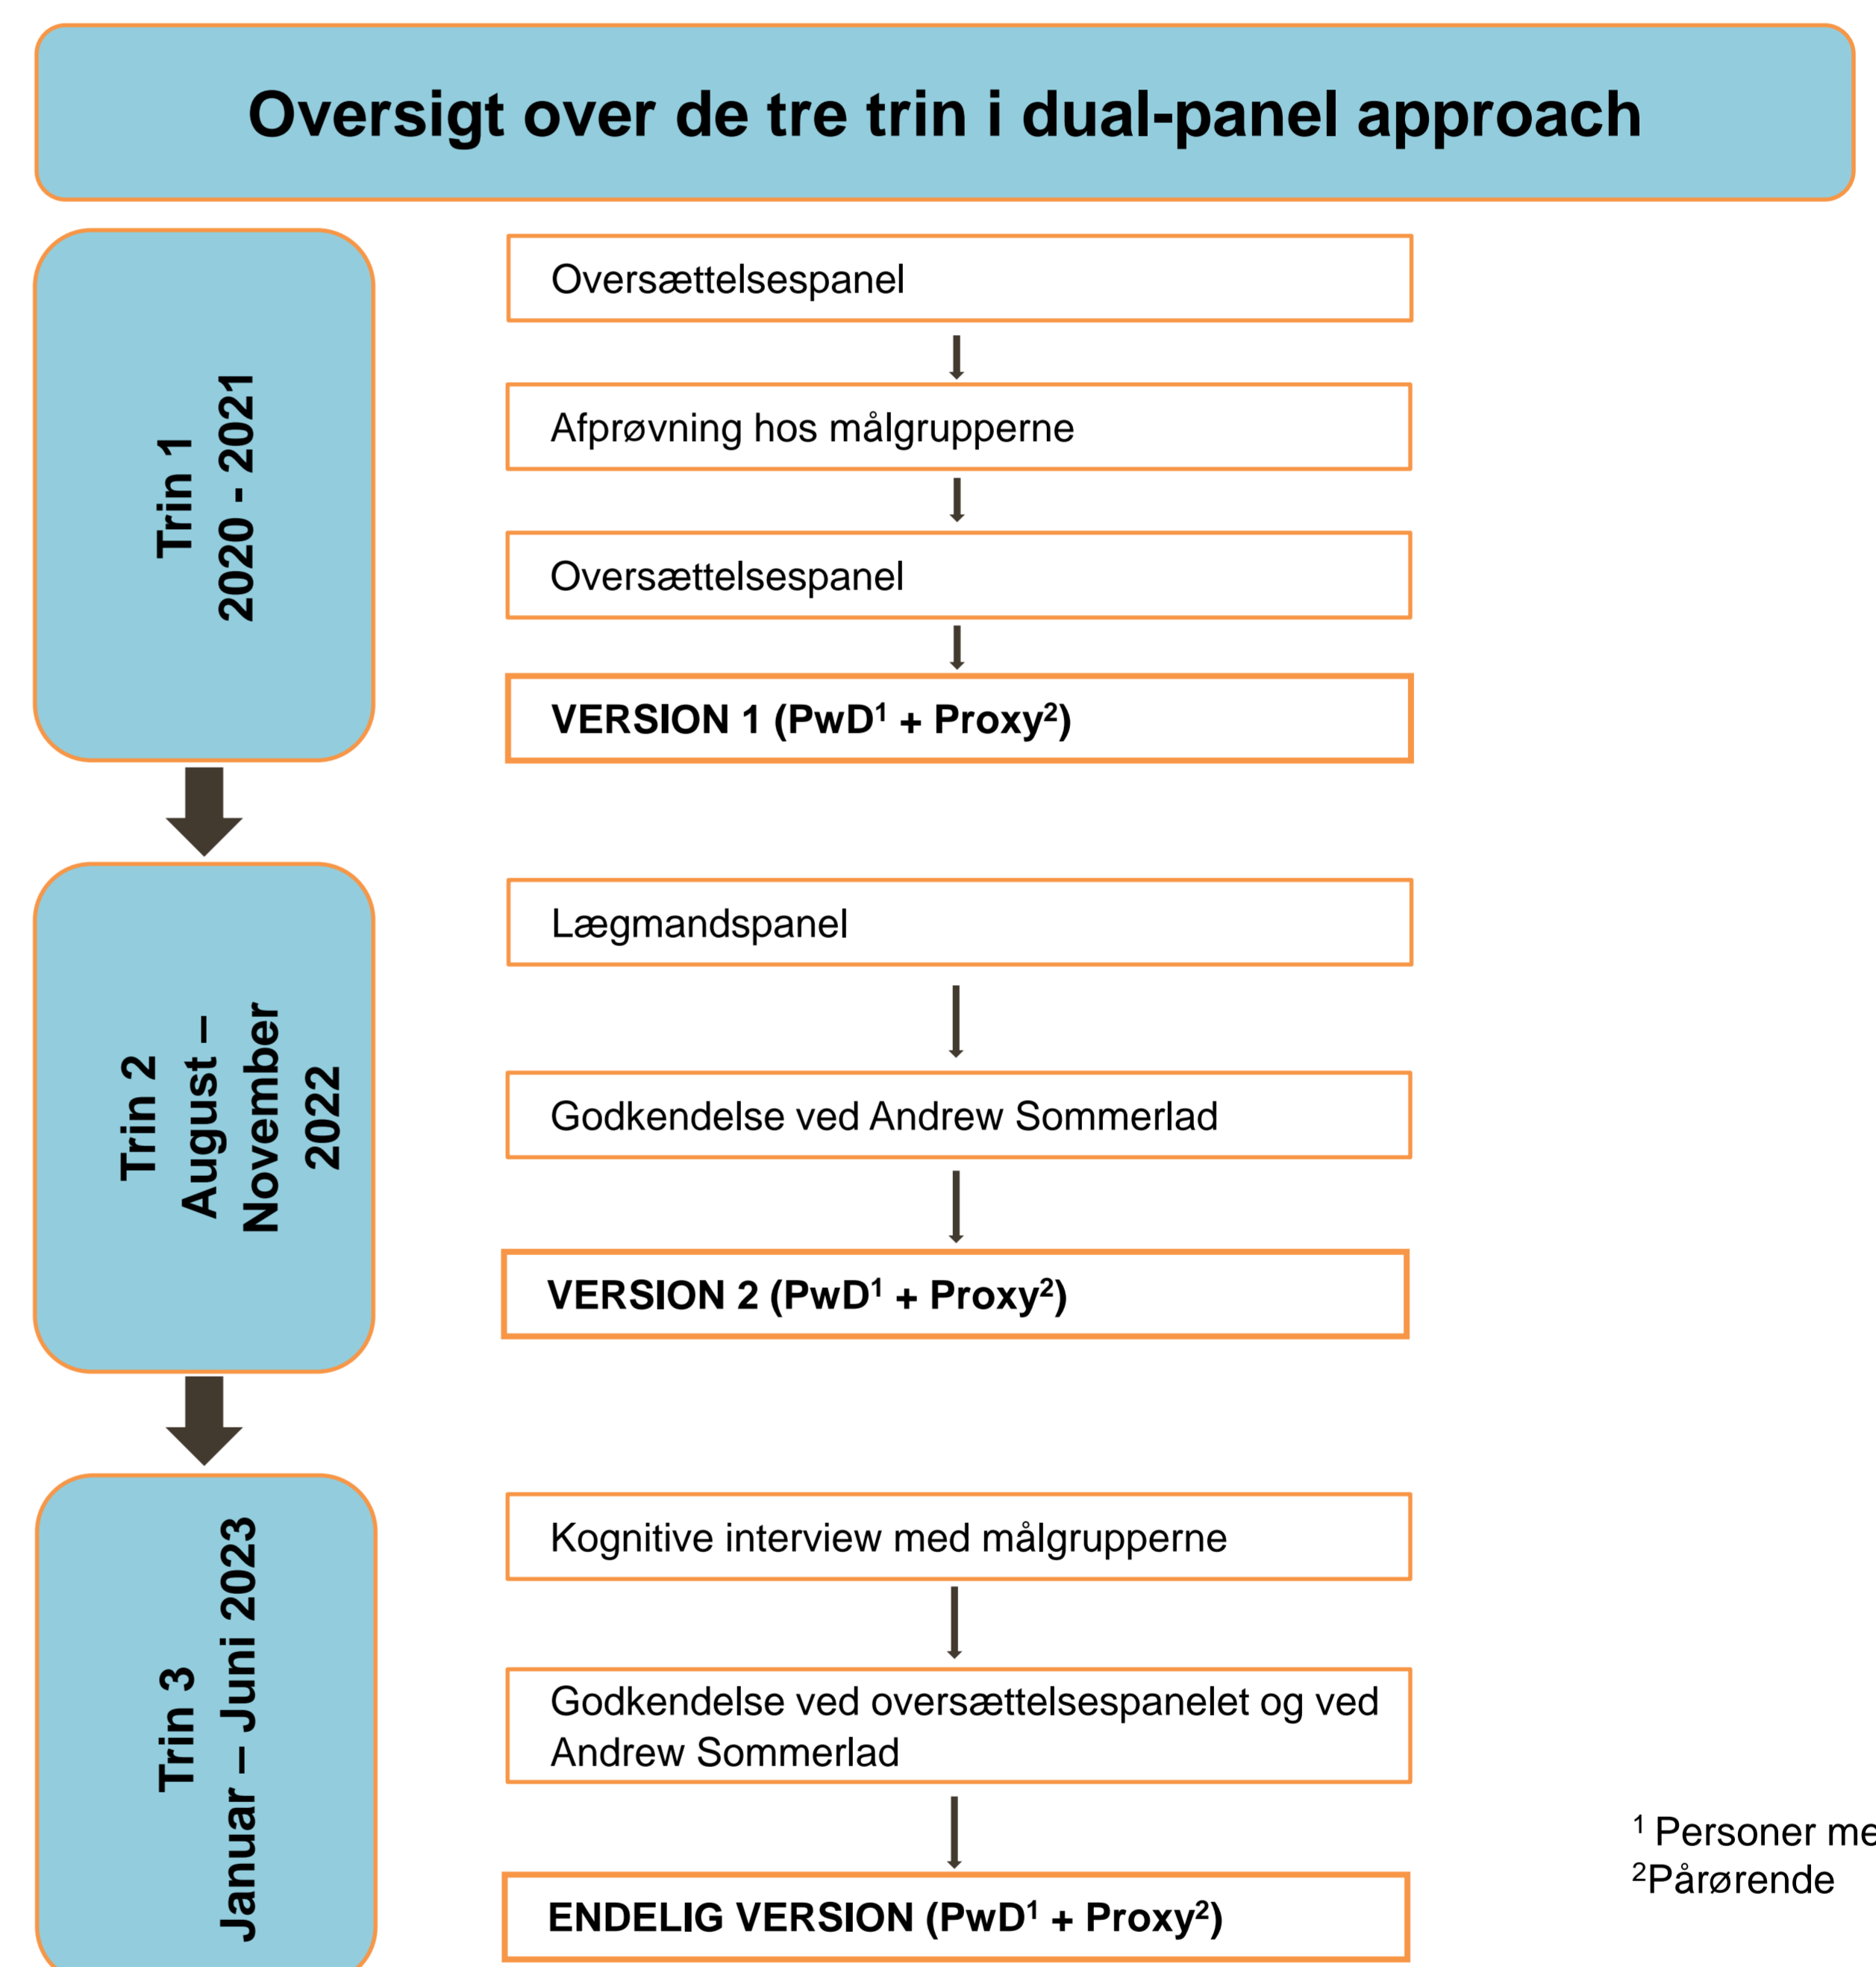 Oversigt over de tre trin i dual-panel approach
Trin 1
2020 - 2021
Oversættelsespanel
Afprøvning hos målgrupperne
Oversættelsespanel
VERSION 1 (PwD¹ + Proxy²)
Trin 2
August –
November
2022
Lægmandspanel
Godkendelse ved Andrew Sommerlad
VERSION 2 (PwD¹ + Proxy²)
Trin 3
Januar – Juni 2023
Kognitive interview med målgrupperne
Godkendelse ved oversættelsespanelet og ved
Andrew Sommerlad
ENDELIG VERSION (PwD¹ + Proxy²)
¹ Personer
²Pårørende